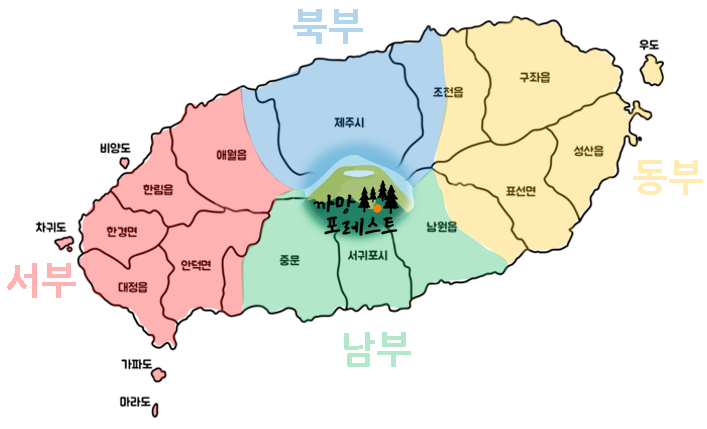 북부
우도
구좌읍
조천읍
제주시
비양도
애월읍
성산읍
동부
한림읍
표선면
까망
포레스트
차귀도
한경면
남원읍
안덕면
중문
서귀포시
서부
대정읍
남부
가파도
마라도